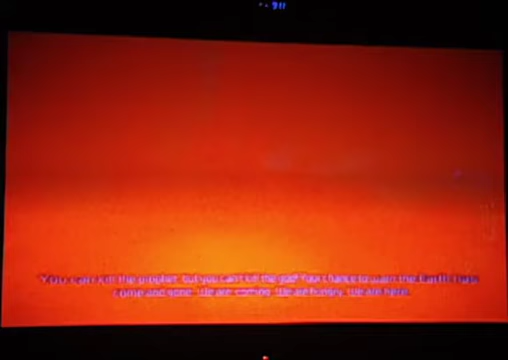 You can kill the prophet, but you can't kill the god! Your chance to warn the Earth has
come and gone. We are coming. We are hungry. We are here.